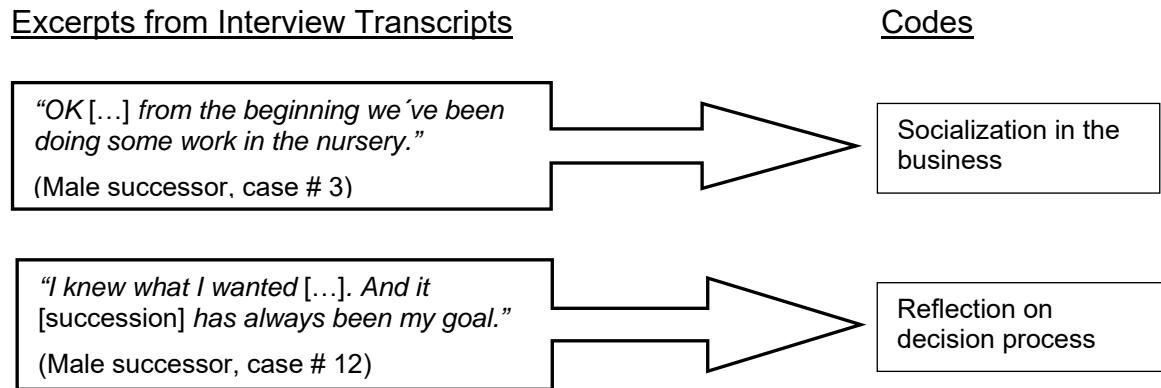 Excerpts from Interview Transcripts
Codes
“OK […] from the beginning we´ve been
doing some work in the nursery.”
(Male successor, case # 3)
Socialization in the
business
“I knew what I wanted […]. And it
[succession] has always been my goal.”
(Male successor, case # 12)
Reflection on
decision process